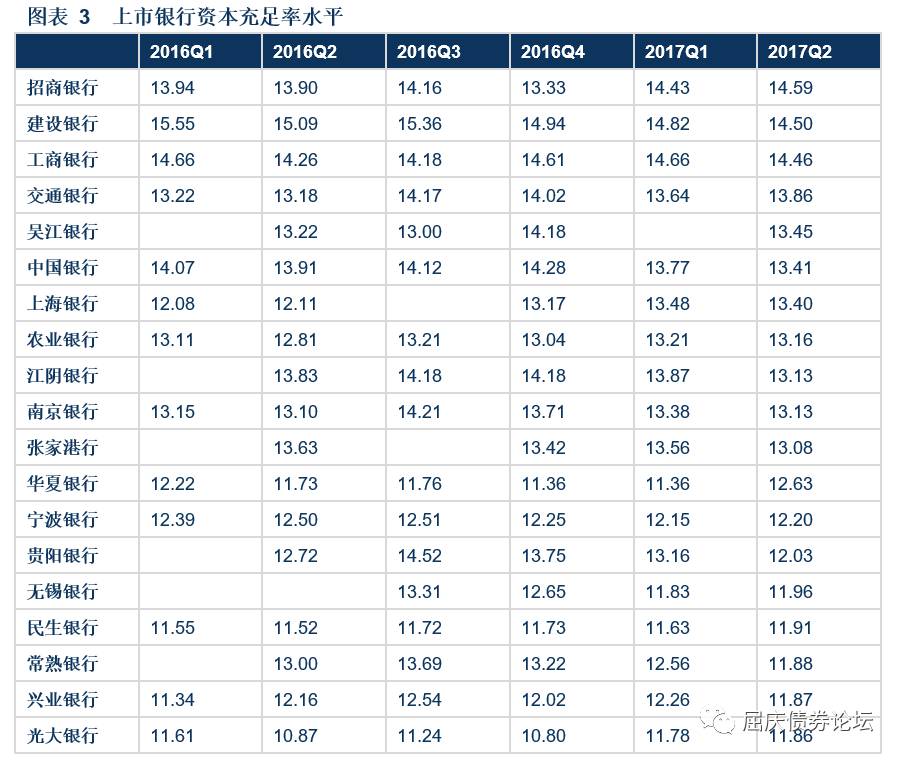 图表 3 上市银行资本充足率水平
2016Q1 2016Q2 2016Q3 2016Q4 2017Q1 2017Q2
招商银行 13.94 13.90 14.16 13.33 14.43 14.59
建设银行 15.55 15.09 15.36 14.94 14.82 14.50
工商银行 14.66 14.26 14.18 14.61 14.66 14.46
交通银行 13.22 13.18 14.17 14.02 13.64 13.86
吴江银行 13.22 13.00 14.18 13.45
中国银行 14.07 13.91 14.12 14.28 13.77 13.41
上海银行 12.08 12.11 13.17 13.48 13.40
农业银行 13.11 12.81 13.21 13.04 13.21 13.16
江阴银行 13.83 14.18 14.18 13.87 13.13
南京银行 13.15 13.10 14.21 13.71 13.38 13.13
张家港行 13.63 13.42 13.56 13.08
华夏银行 12.22 11.73 11.76 11.36 11.36 12.63
宁波银行 12.39 12.50 12.51 12.25 12.15 12.20
贵阳银行 12.72 14.52 13.75 13.16 12.03
无锡银行 13.31 12.65 11.83 11.96
民生银行 11.55 11.52 11.72 11.73 11.63 11.91
常熟银行 13.00 13.69 13.22 12.56 11.88
兴业银行 11.34 12.16 12.54 12.02 12.26 11.87
光大银行 11.61 10.87 11.24 10.80 11.78 11.86
屈庆债券论坛